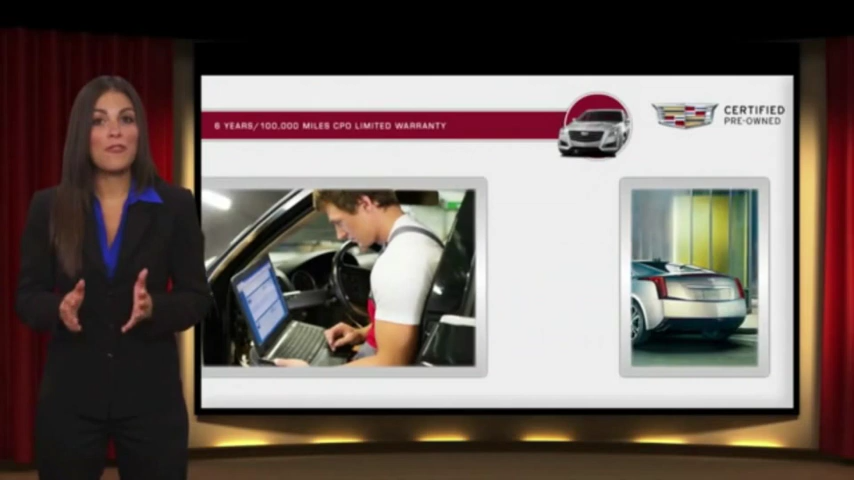 6 YEARS/100,000 MILES CPO LIMITED WARRANTY
CERTIFIED
PRE-OWNED